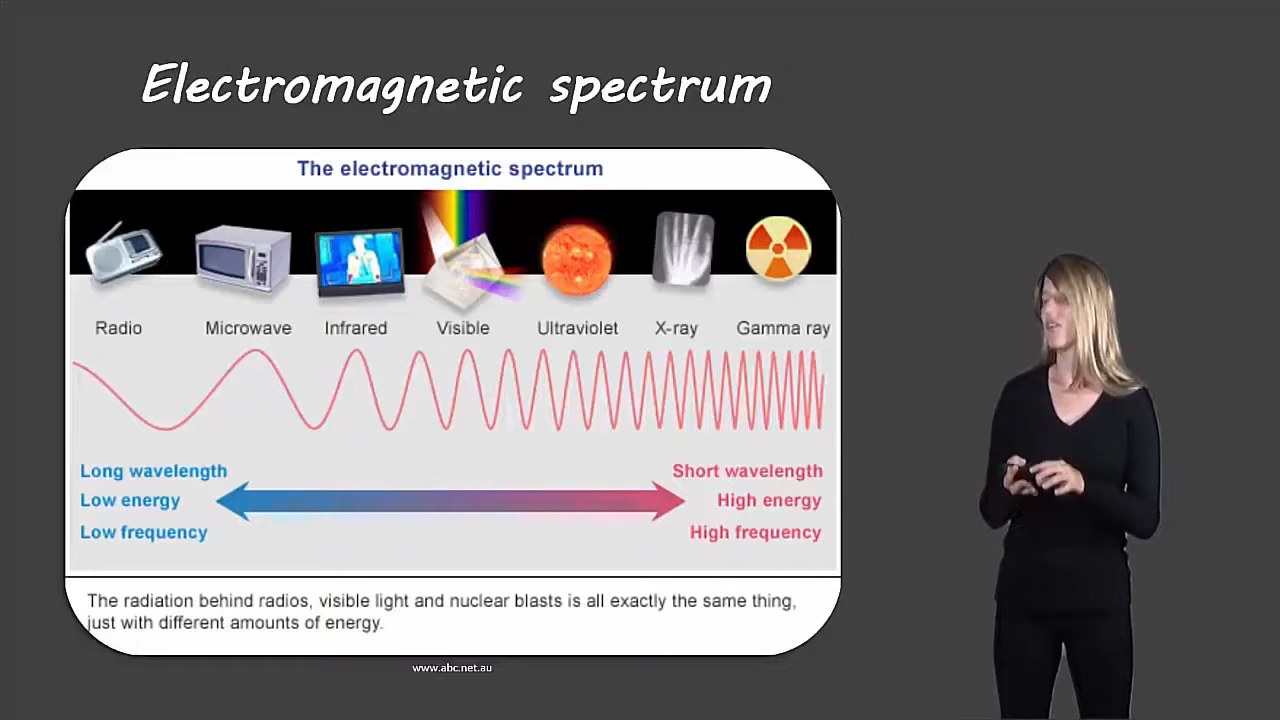 Electromagnetic spectrum
The electromagnetic spectrum
Radio Microwave Infrared Visible Ultraviolet X-ray Gamma ray
Long wavelength Short wavelength
Low energy High energy
Low frequency High frequency
The radiation behind radios, visible light and nuclear blasts is all exactly the same thing,
just with different amounts of energy.
www.abc.net.au